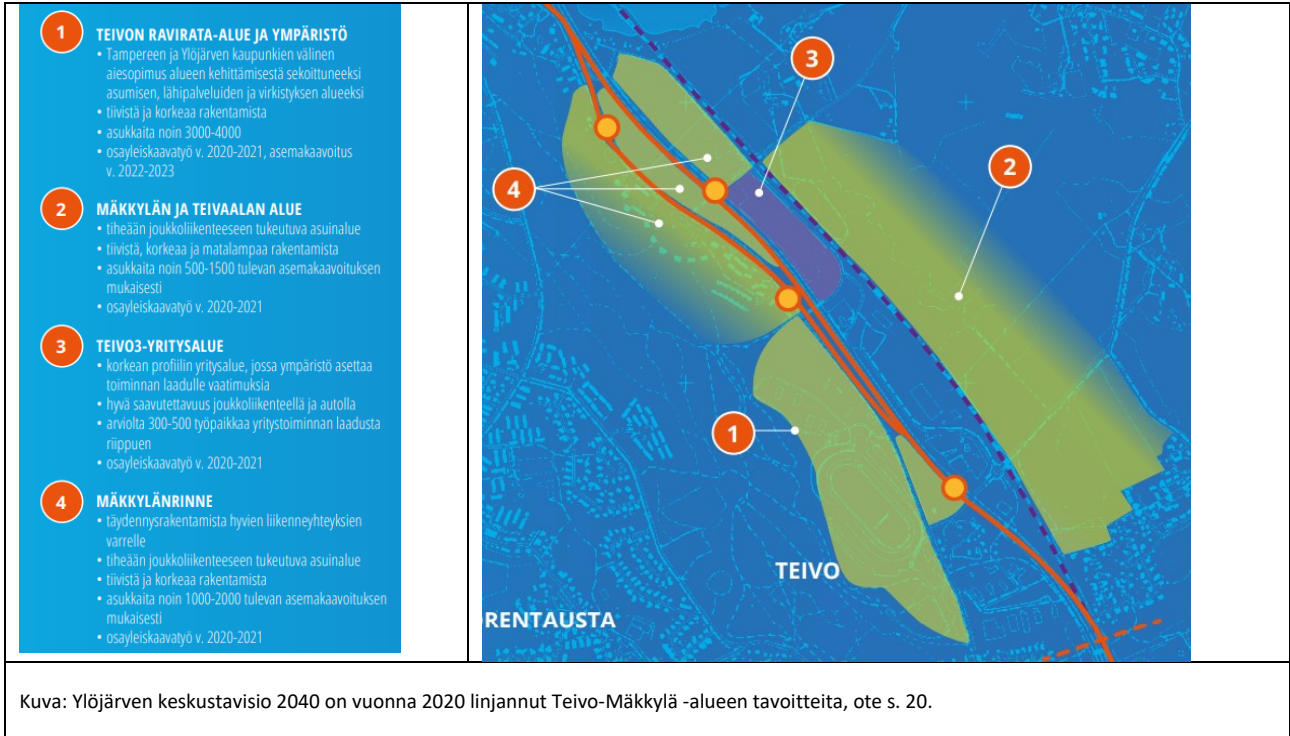 1
TEIVON RAVIRATA-ALUE JA YMPÄRISTÖ
• Tampereen ja Ylöjärven kaupunkien välinen
aiesopimus alueen kehittämisestä sekoittuneeksi
asumisen, lähipalveluiden ja virkistyksen alueeksi
• tiivistä ja korkeaa rakentamista
• asukkaita noin 3000-4000
• osayleiskaavatyö v. 2020-2021, asemakaavoitus
v. 2022-2023
2
MÄKKYLÄN JA TEIVAALAN ALUE
• tiheään joukkoliikenteeseen tukeutuva asuinalue
• tiivistä, korkeaa ja matalampaa rakentamista
• asukkaita noin 500-1500 tulevan asemakaavoituksen
mukaisesti
• osayleiskaavatyö v. 2020-2021
3
TEIVO3-YRITYSALUE
• korkean profiilin yritysalue, jossa ympäristö asettaa
toiminnan laadulle vaatimuksia
• hyvä saavutettavuus joukkoliikenteellä ja autolla
• arviolta 300-500 työpaikkaa yritystoiminnan laadusta
riippuen
• osayleiskaavatyö v. 2020-2021
4
MÄKKYLÄNRINNE
• täydennysrakentamista hyvien liikenneyhteyksien
varrelle
• tiheään joukkoliikenteeseen tukeutuva asuinalue
• tiivistä ja korkeaa rakentamista
• asukkaita noin 1000-2000 tulevan asemakaavoituksen
mukaisesti
• osayleiskaavatyö v. 2020-2021
3
2
4
1
TEIVO
RENTAUSTA
Kuva: Ylöjärven keskustavisio 2040 on vuonna 2020 linjannut Teivo-Mäkkylä -alueen tavoitteita, ote s. 20.